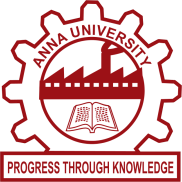 ANNA UNIVERSITY
PROGRESS THROUGH KNOWLEDGE